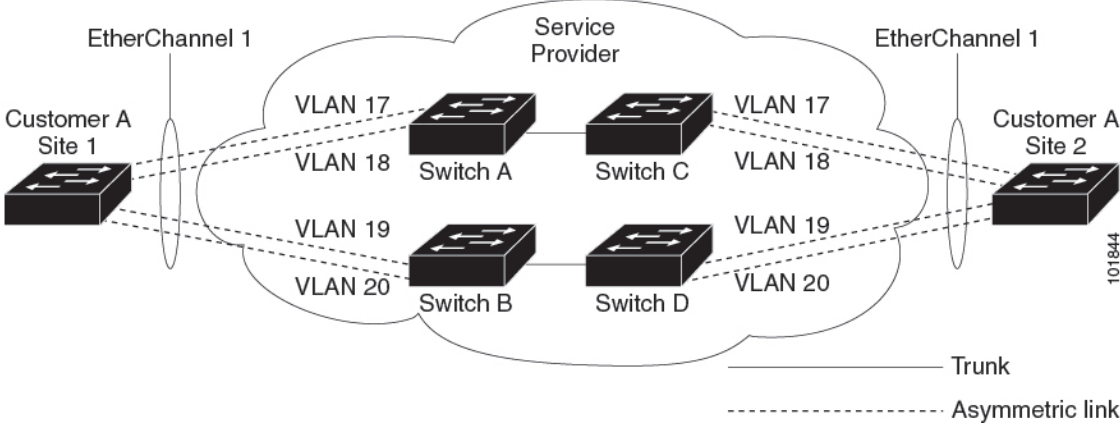 Service
Provider
EtherChannel 1
EtherChannel 1
Customer A
Site 1
VLAN 17
VLAN 18
Switch A
Switch C
VLAN 17
VLAN 18
Customer A
Site 2
VLAN 19
VLAN 20
Switch B
Switch D
VLAN 19
VLAN 20
101844
Trunk
Asymmetric link